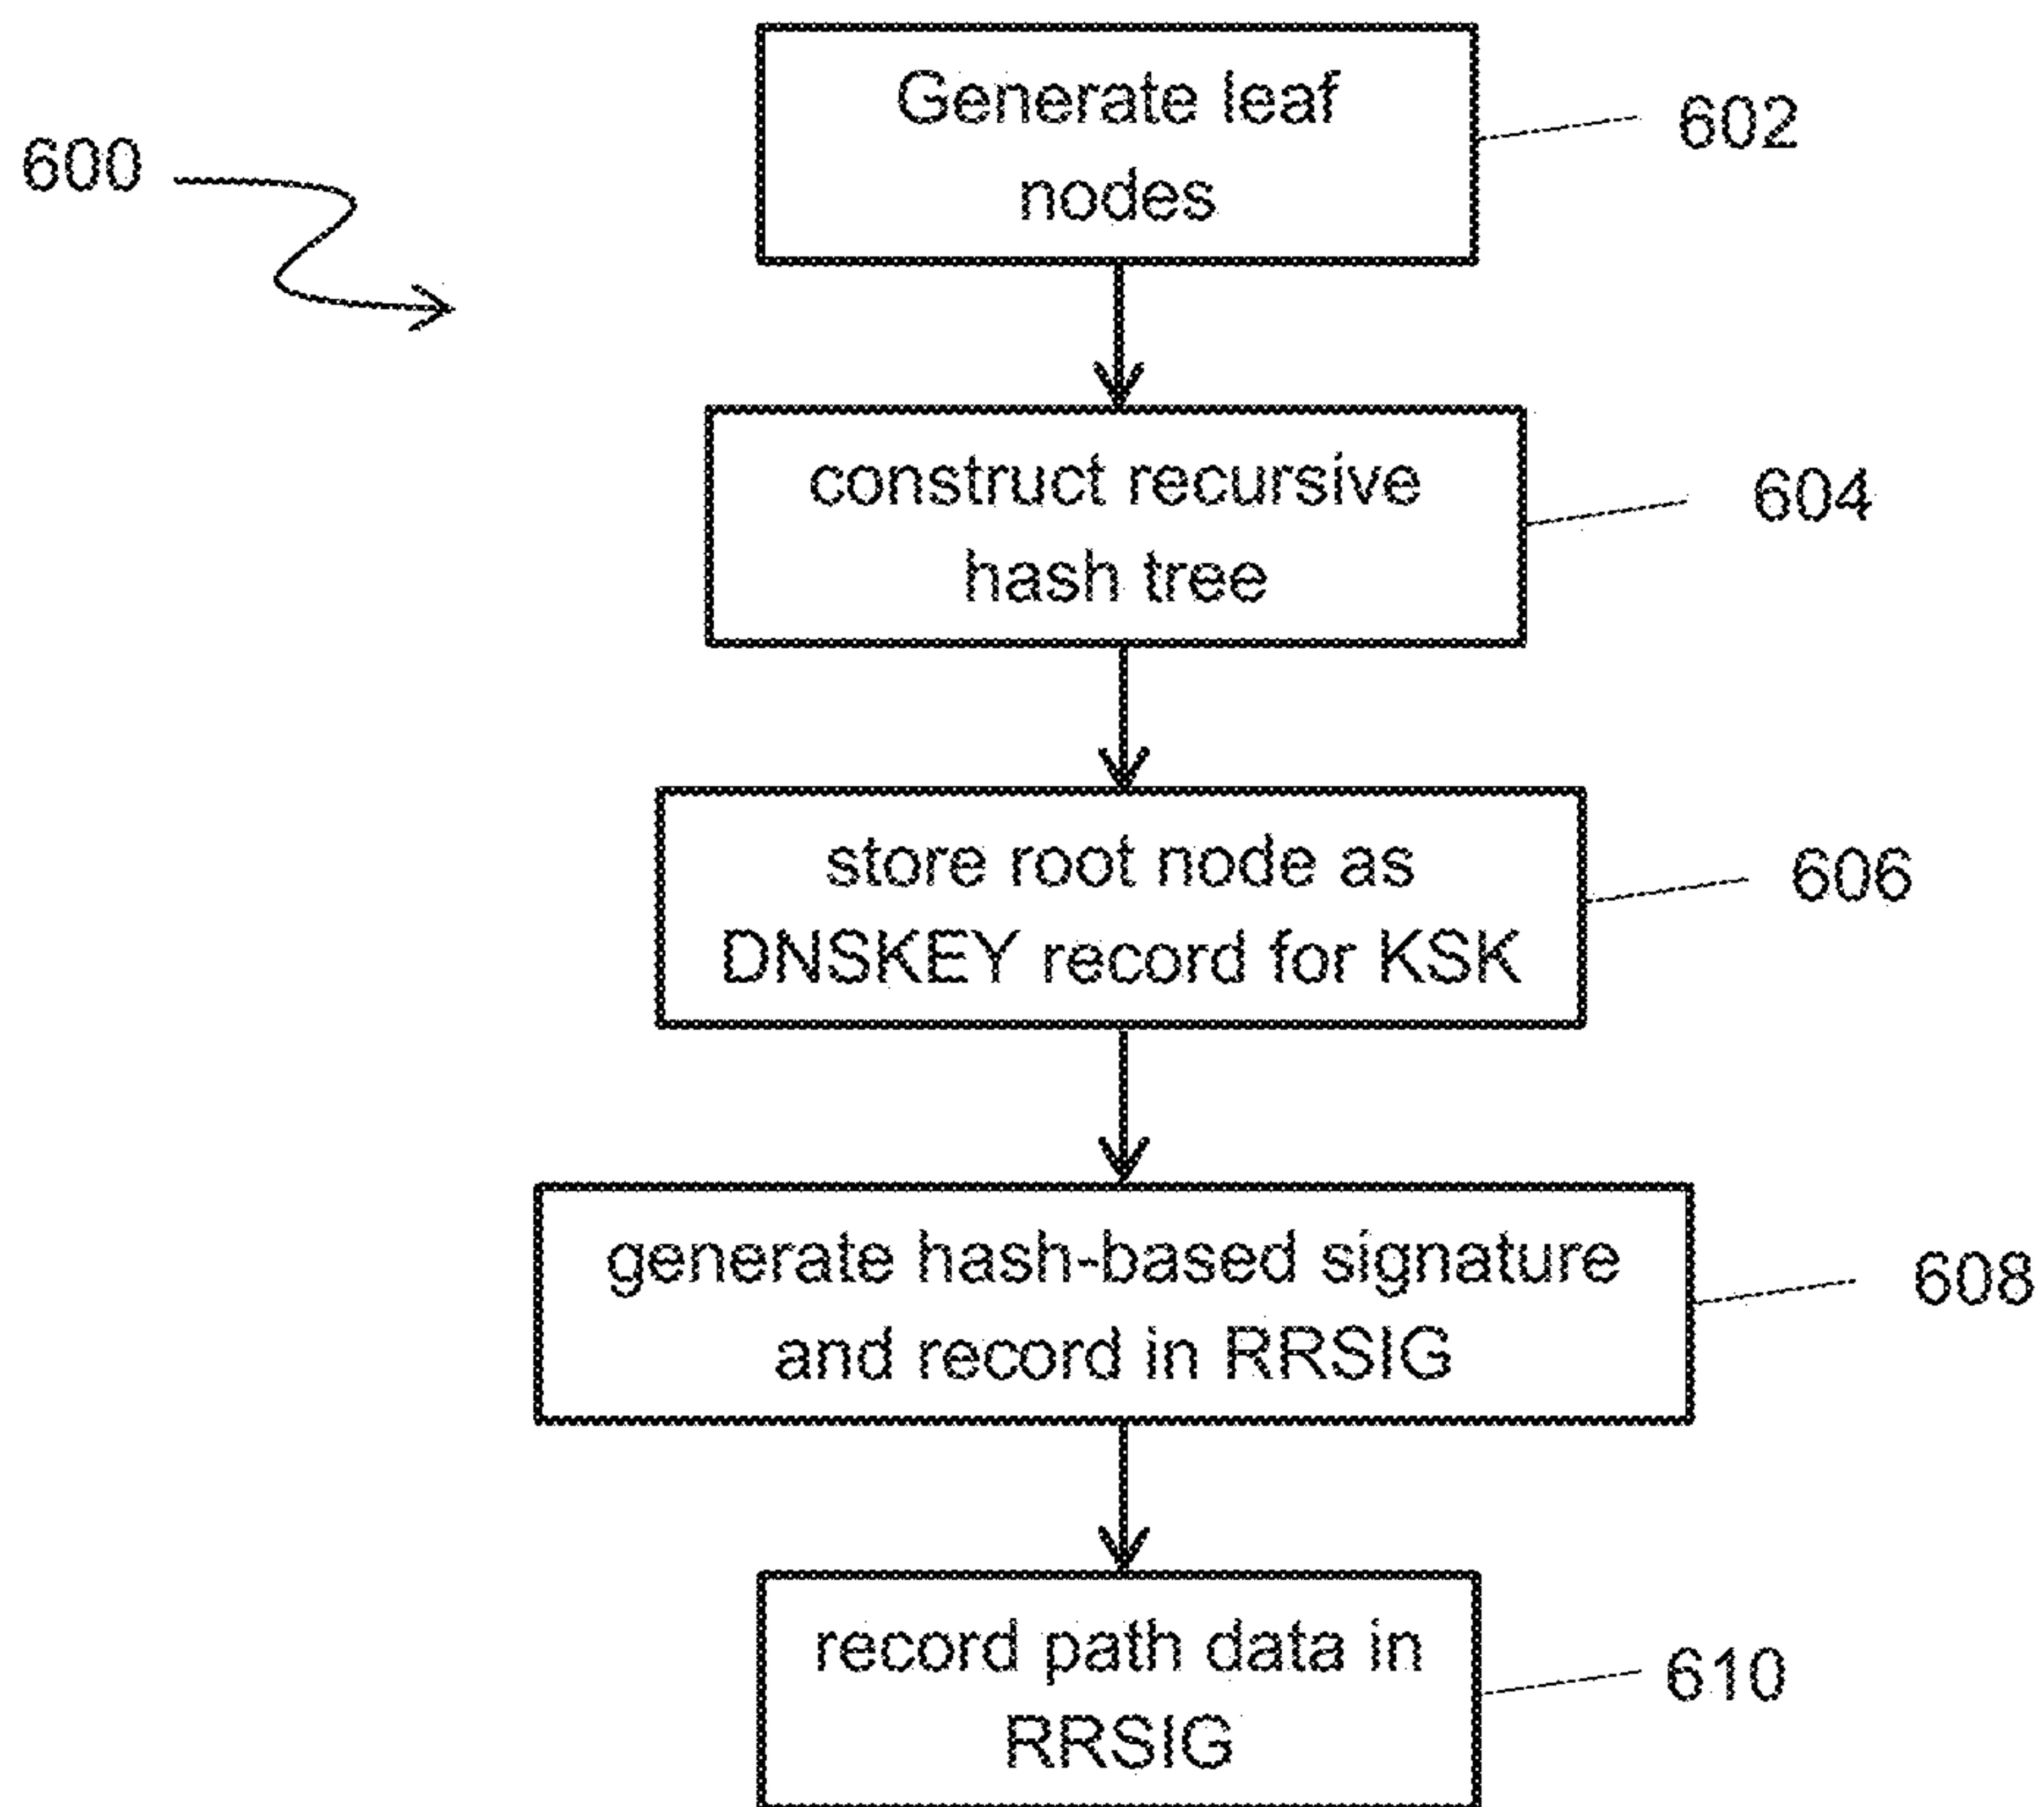 600
Generate leaf
nodes
602
construct recursive
hash tree
604
store root node as
DNSKEY record for KSK
606
generate hash-based signature
and record in RRSIG
608
record path data in
RRSIG
610